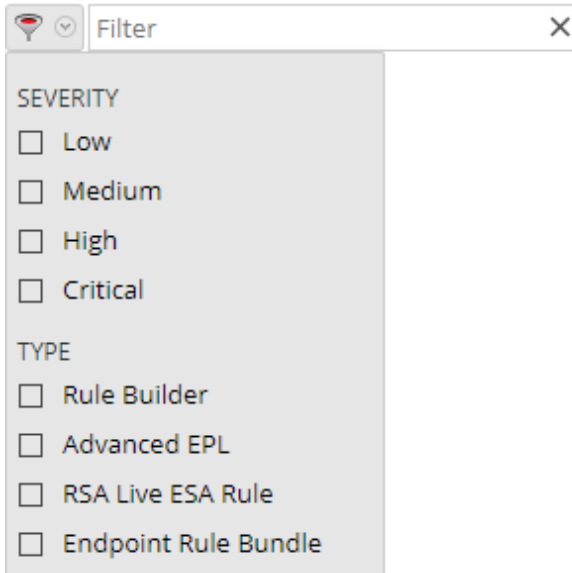 Filter
SEVERITY
Low
Medium
High
Critical
TYPE
Rule Builder
Advanced EPL
RSA Live ESA Rule
Endpoint Rule Bundle